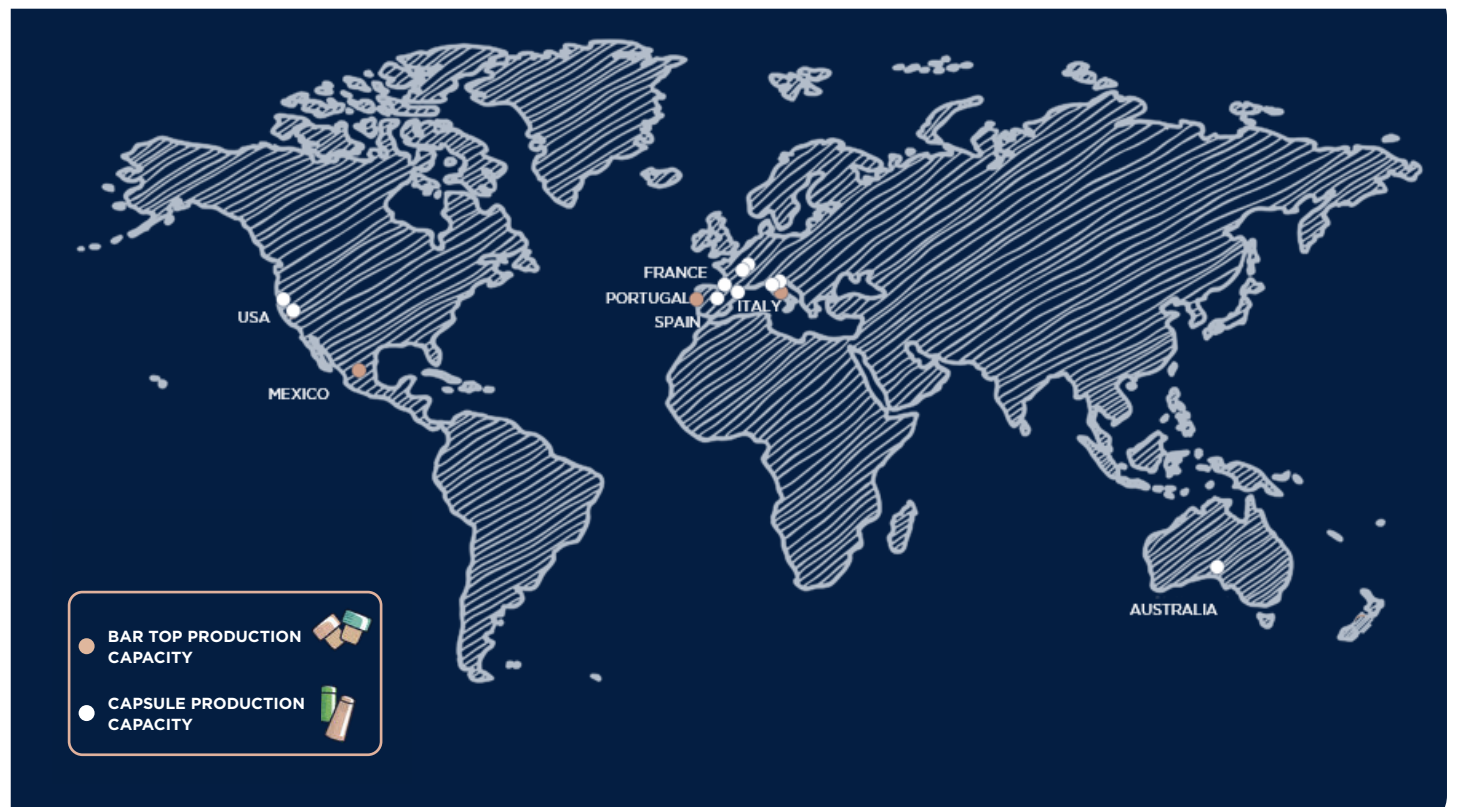 FRANCE
PORTUGAL
ITALY
SPAIN
USA
MEXICO
AUSTRALIA
BAR TOP PRODUCTION
CAPACITY
CAPSULE PRODUCTION
CAPACITY